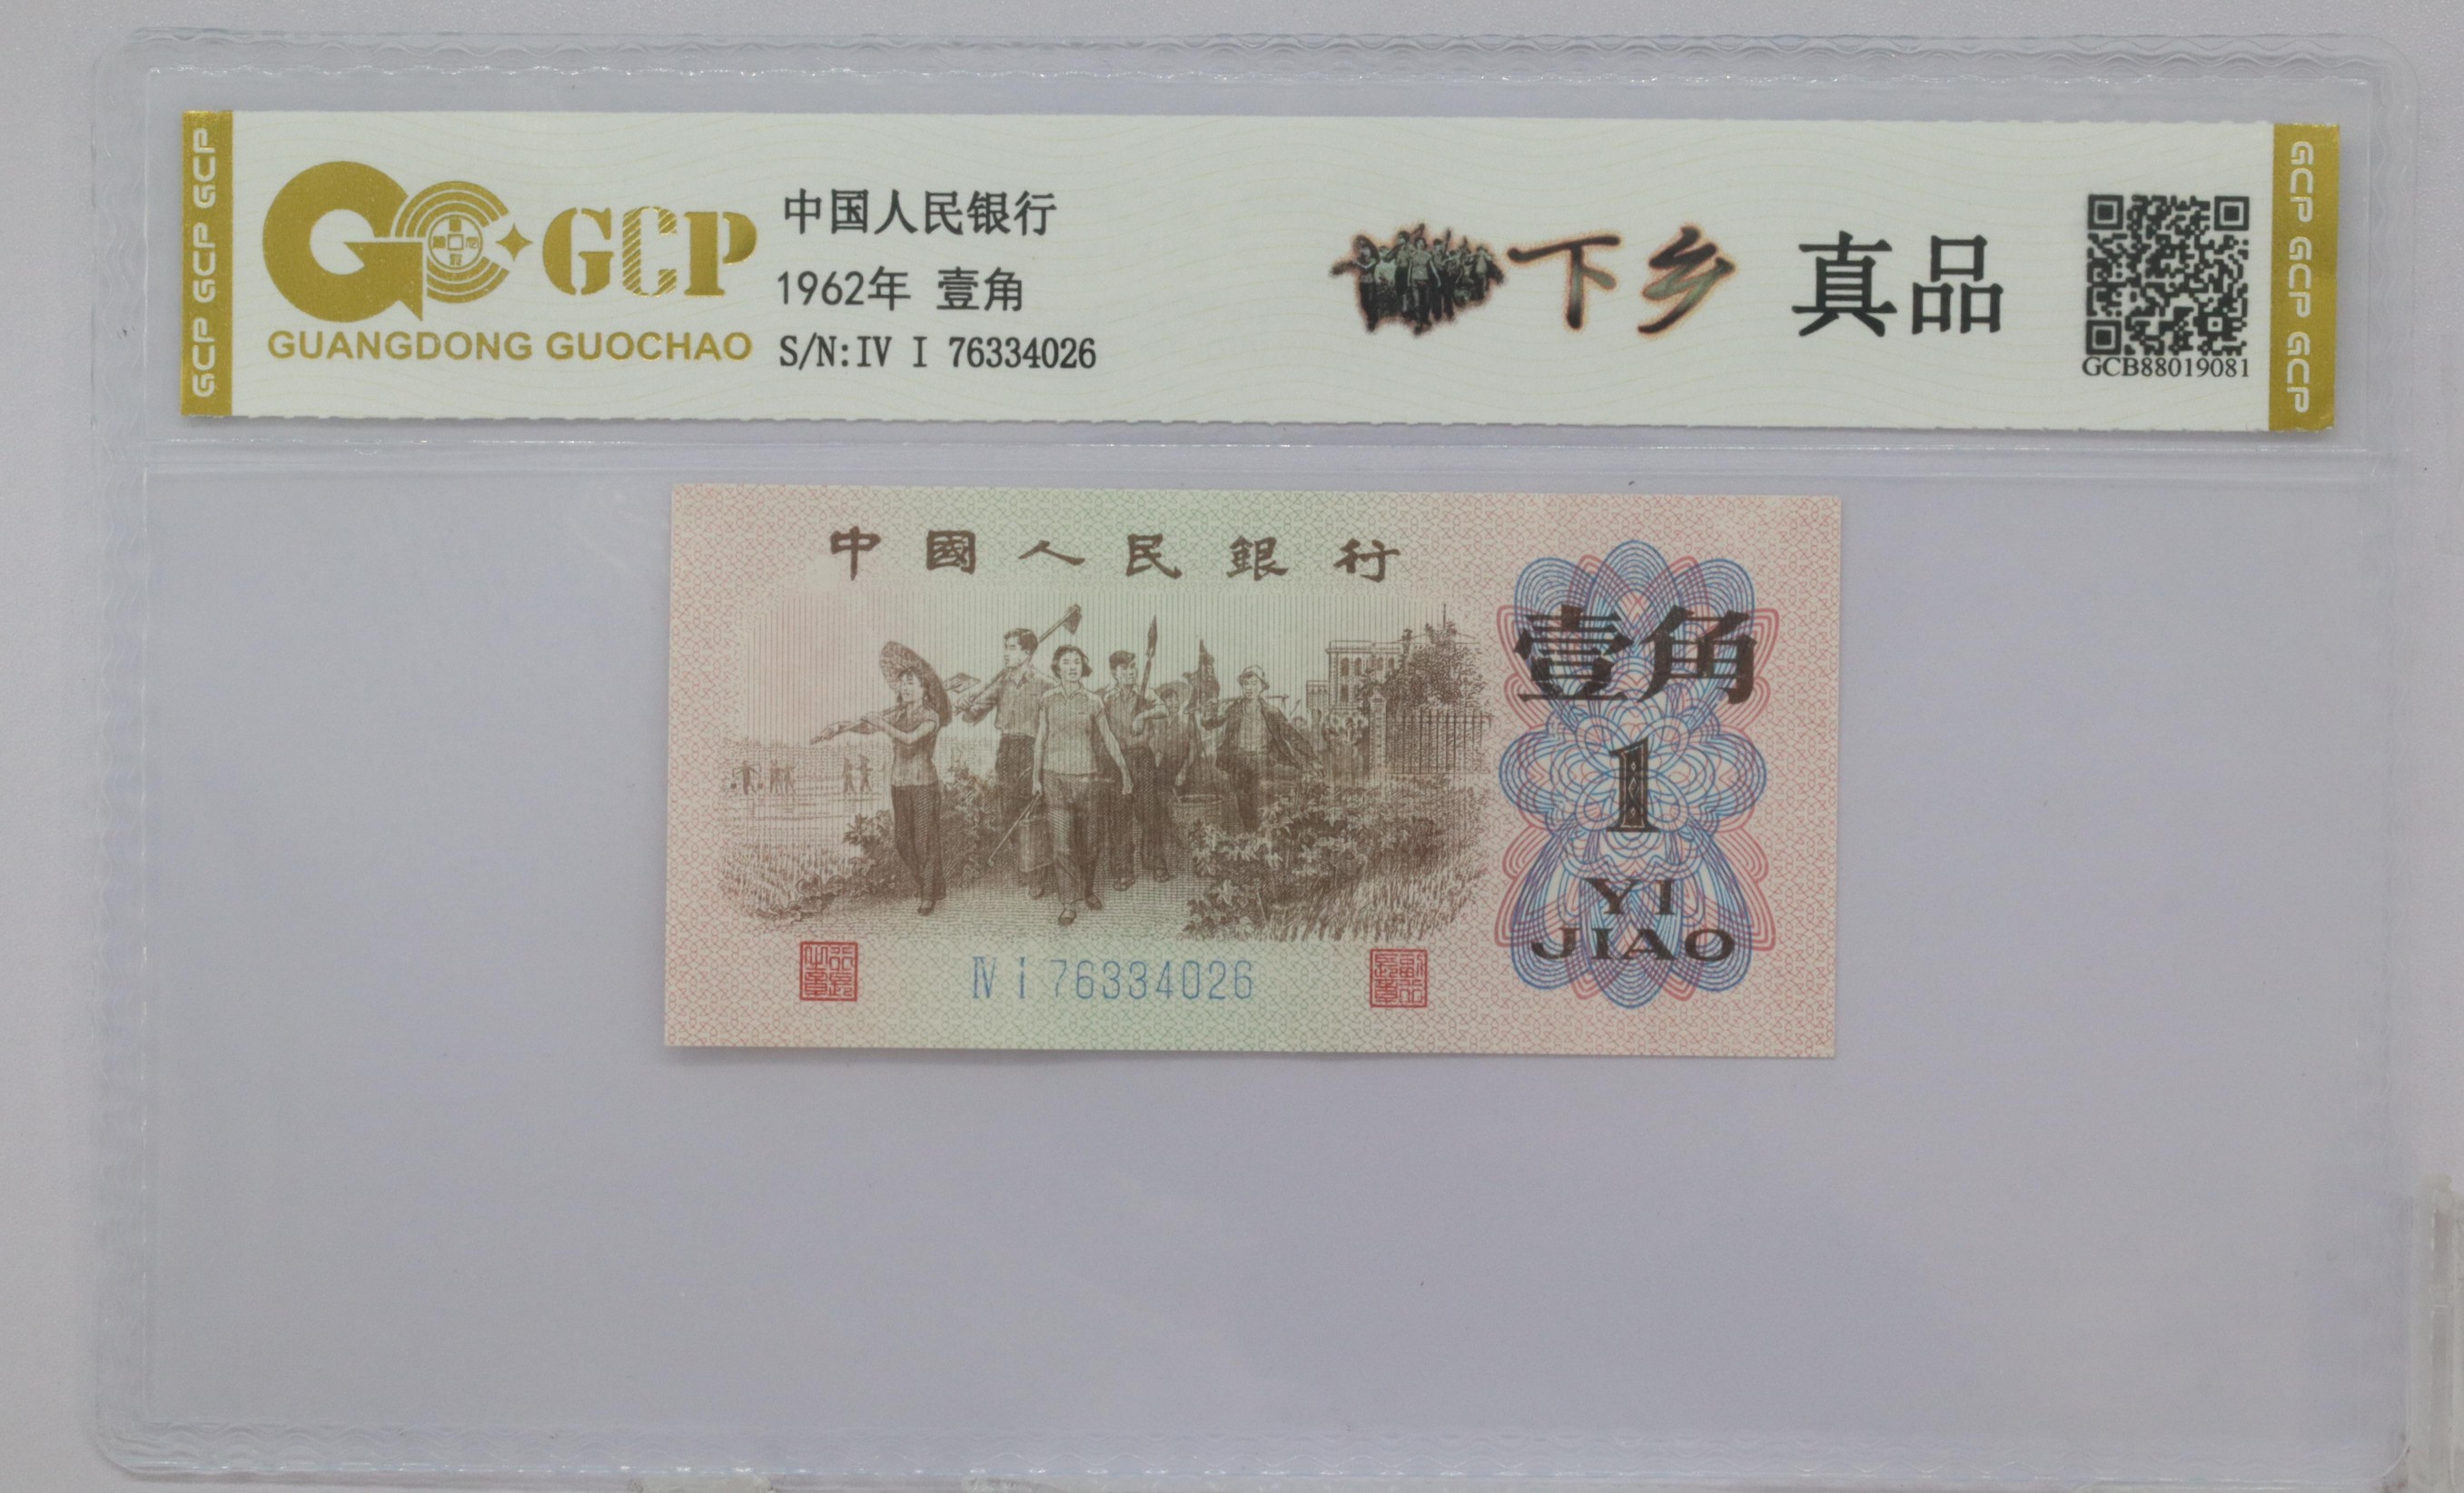 GCP GCP GCP
GCP
GUANGDONG GUOCHAO
中国人民银行
1962年 壹角
S/N:IV I 76334026
下乡 真品
GCB88019081
GCP GCP GCP
中國人民銀行
壹角
1
YI
JIAO
Ⅳ Ⅰ 76334026